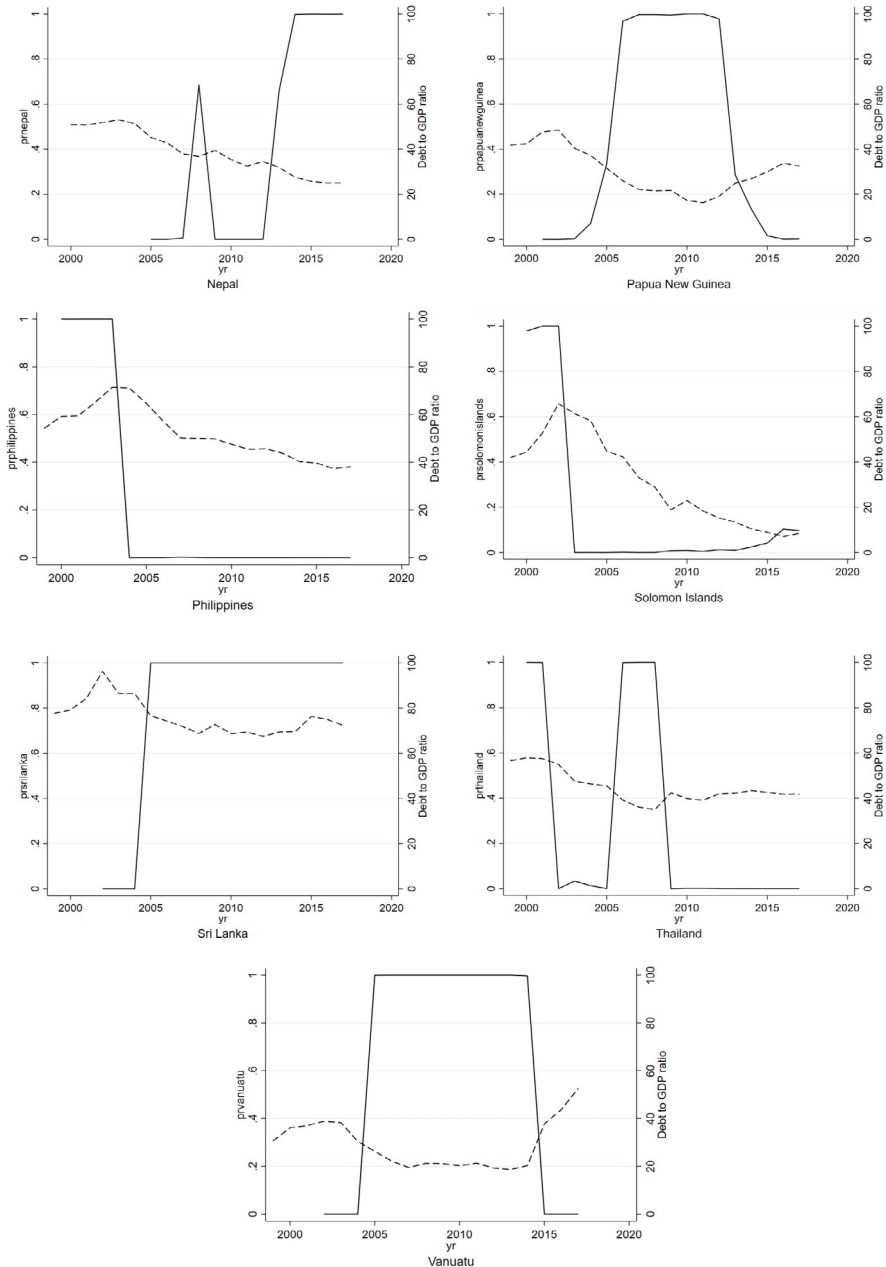 prnepal
0 .2 .4 .6 .8 1
0 20 40 60 80 100
Debt to GDP ratio
2000 2005 2010 2015 2020
yr
Nepal
prpapuanewguinea
0 .2 .4 .6 .8 1
0 20 40 60 80 100
Debt to GDP ratio
2000 2005 2010 2015 2020
yr
Papua New Guinea
prphilippines
0 .2 .4 .6 .8 1
0 20 40 60 80 100
Debt to GDP ratio
2000 2005 2010 2015 2020
yr
Philippines
prsolomonislands
0 .2 .4 .6 .8 1
0 20 40 60 80 100
Debt to GDP ratio
2000 2005 2010 2015 2020
yr
Solomon Islands
prsrilanka
0 .2 .4 .6 .8 1
0 20 40 60 80 100
Debt to GDP ratio
2000 2005 2010 2015 2020
yr
Sri Lanka
prthailand
0 .2 .4 .6 .8 1
0 20 40 60 80 100
Debt to GDP ratio
2000 2005 2010 2015 2020
yr
Thailand
prvanuatu
0 .2 .4 .6 .8 1
0 20 40 60 80 100
Debt to GDP ratio
2000 2005 2010 2015 2020
yr
Vanuatu